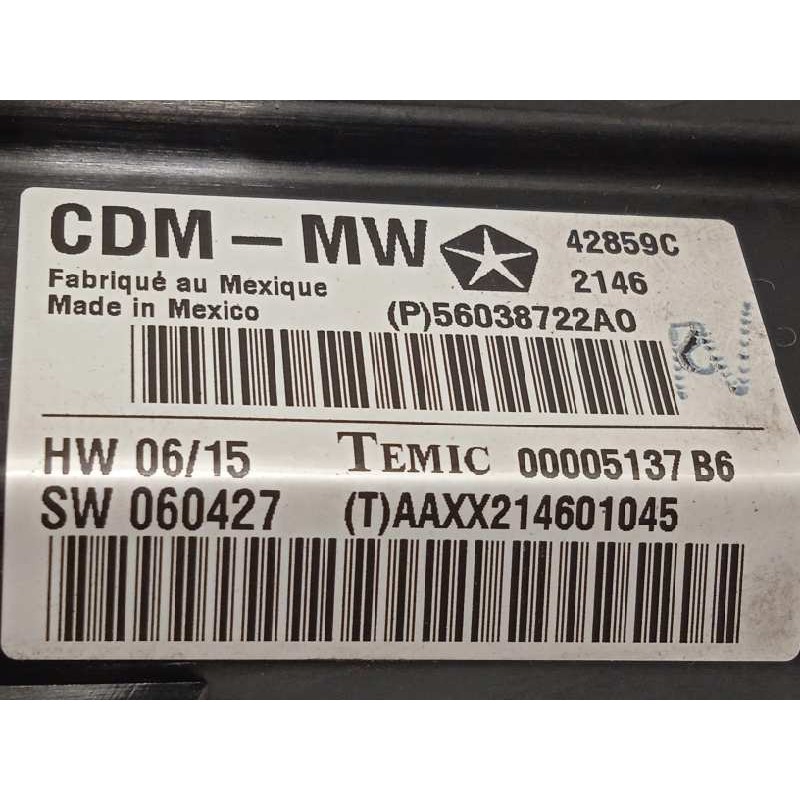 CDM – MW 42859C
Fabriqué au Mexique 2146
Made in Mexico (P)56038722AO
HW 06/15 TEMIC 00005137 B6
SW 060427 (T)AAXX214601045